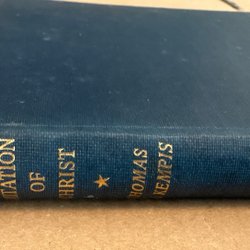 ITATION
OF
CHRIST
THOMAS
KEMPIS